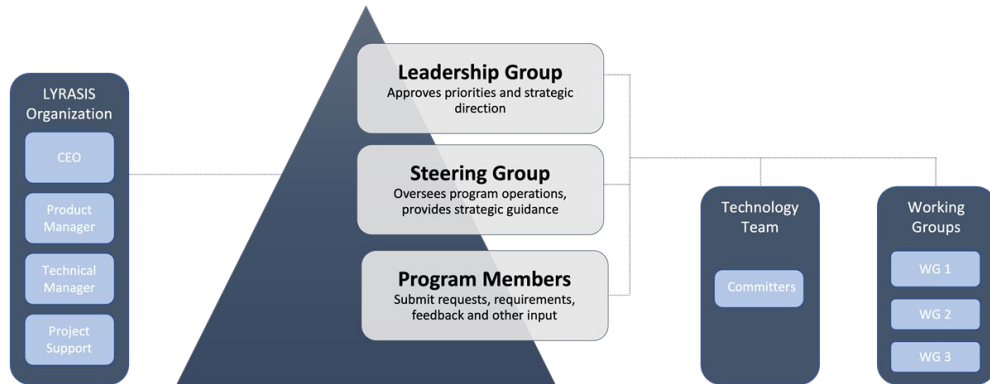 LYRASIS
Organization
CEO
Product
Manager
Technical
Manager
Project
Support
Leadership Group
Approves priorities and strategic
direction
Steering Group
Oversees program operations,
provides strategic guidance
Program Members
Submit requests, requirements,
feedback and other input
Technology
Team
Committers
Working
Groups
WG 1
WG 2
WG 3